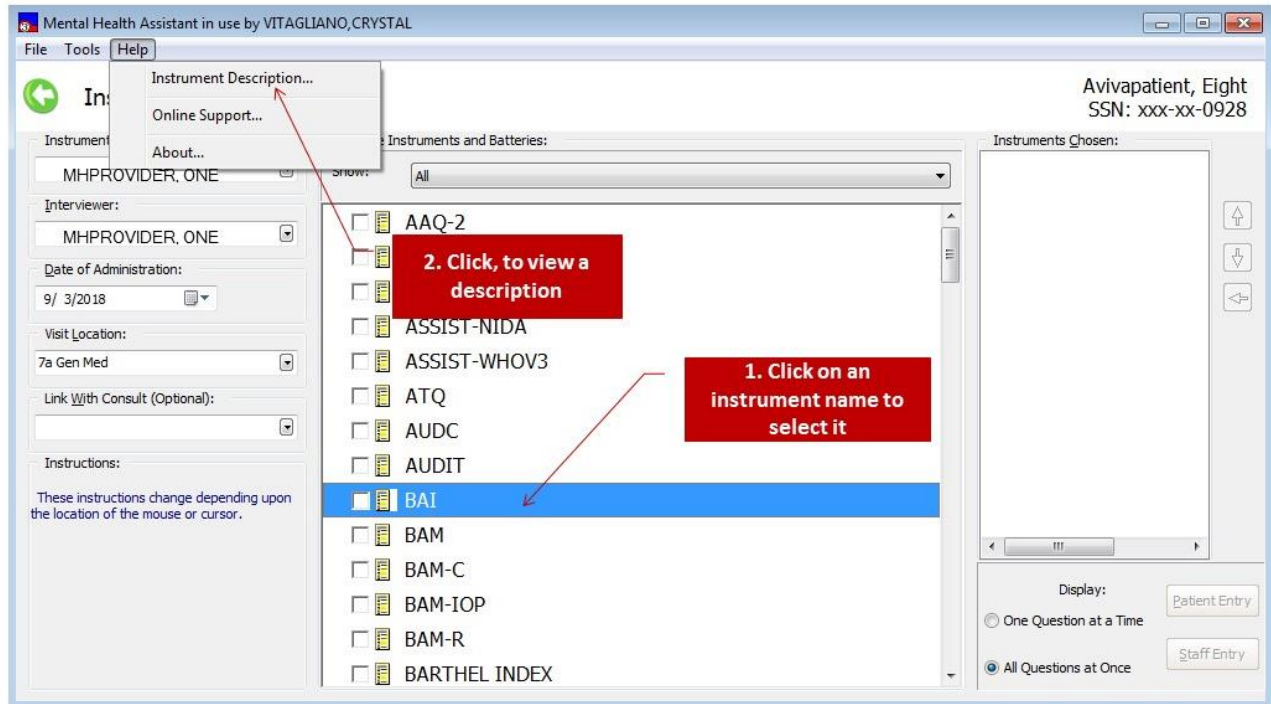 Mental Health Assistant in use by VITAGLIANO,CRYSTAL
File Tools Help
Instrument Description...
Online Support...
About...
Ins
Avivapatient, Eight
SSN: xxx-xx-0928
Instrument
MHPROVIDER, ONE
Interviewer:
MHPROVIDER, ONE
Date of Administration:
9/ 3/2018
Visit Location:
7a Gen Med
Link With Consult (Optional):
Instructions:
These instructions change depending upon
the location of the mouse or cursor.
Instruments and Batteries:
Show: All
AAQ-2
2. Click, to view a
description
ASSIST-NIDA
ASSIST-WHOV3
ATQ
AUDC
AUDIT
BAI
BAM
BAM-C
BAM-IOP
BAM-R
BARTHEL INDEX
1. Click on an
instrument name to
select it
Instruments Chosen:
Display:
One Question at a Time
All Questions at Once
Patient Entry
Staff Entry